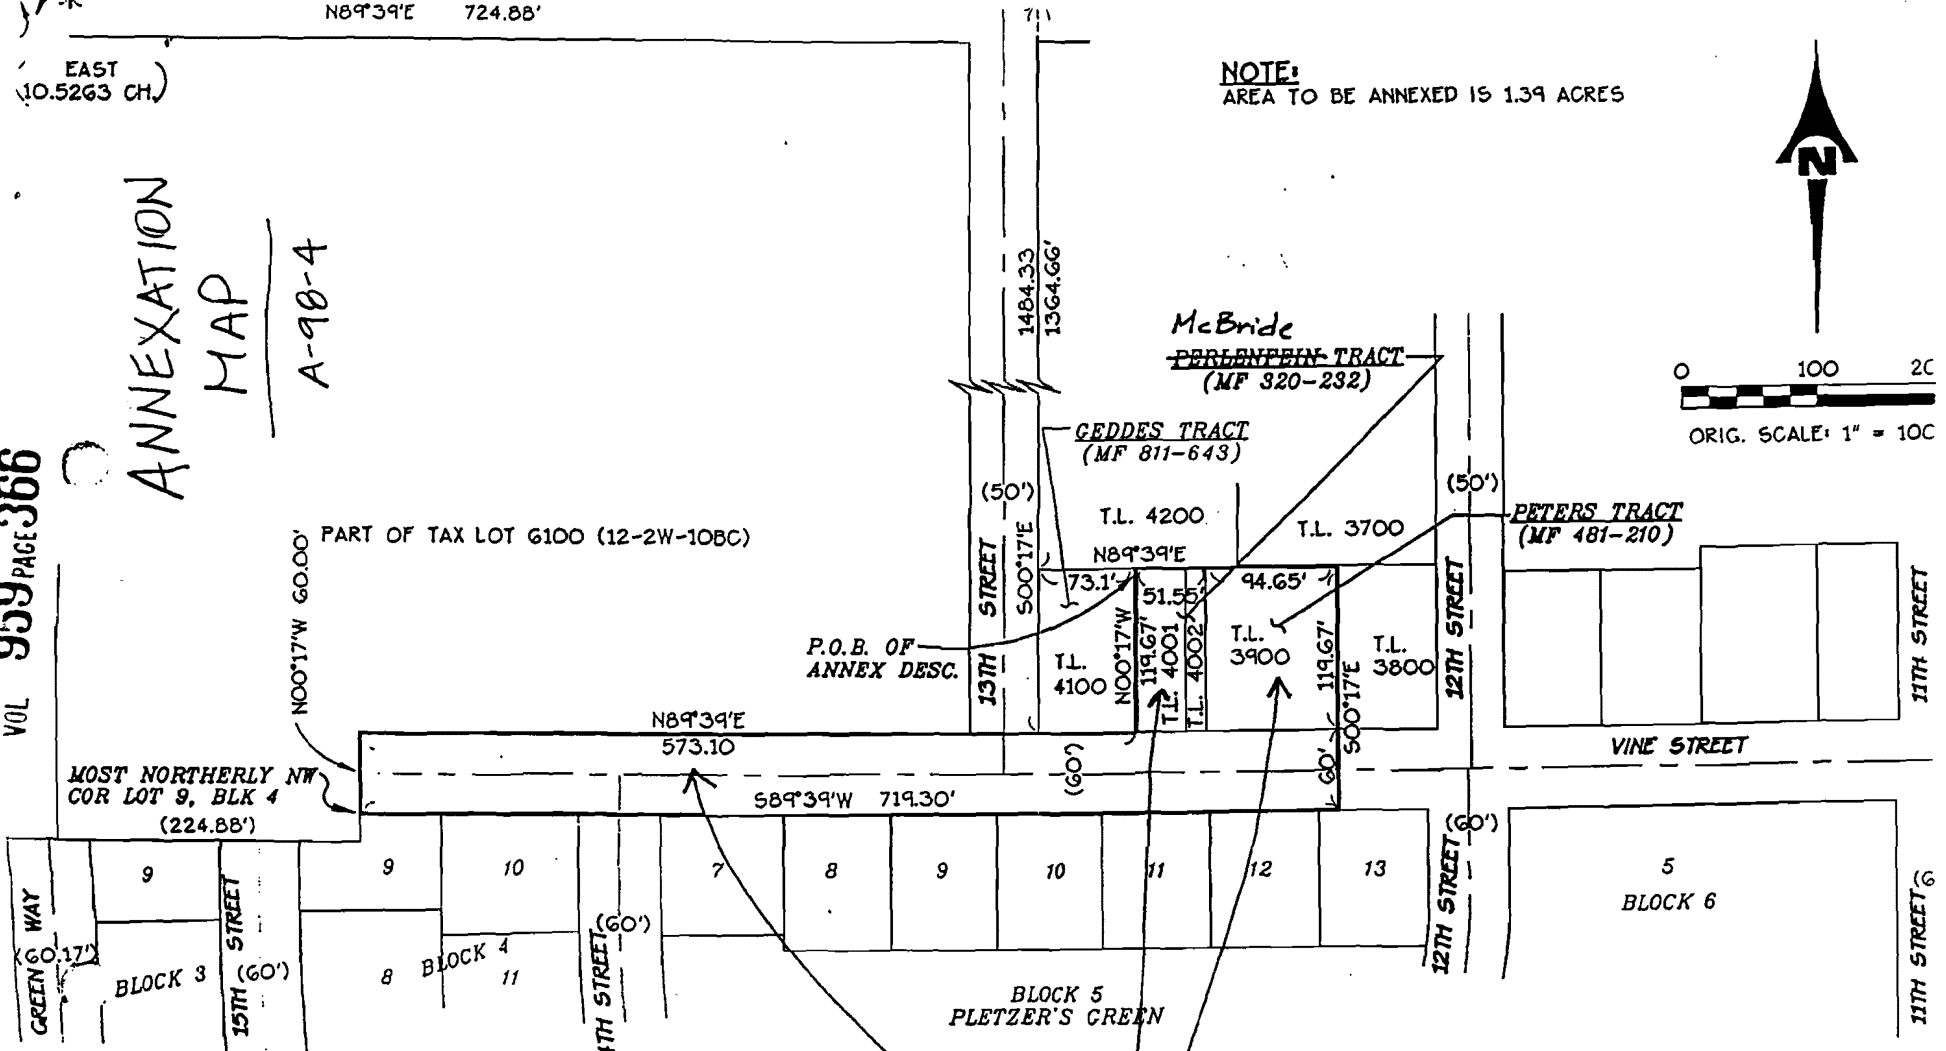 N89°39'E 724.88'
EAST
10.5263 CH.)
NOTE:
AREA TO BE ANNEXED IS 1.39 ACRES
N
ANNEXATION
MAP
A-98-4
VOL 959 PAGE 366
1484.33
1364.66'
McBride
PERLENFEIN TRACT
(MF 320-232)
0 100
ORIG. SCALE: 1" = 10
GEDDES TRACT
(MF 811-643)
(50')
(50')
PETERS TRACT
(MF 481-210)
T.L. 4200
T.L. 3700
PART OF TAX LOT 6100 (12-2W-10BC)
N00°17'W 60.00'
13TH STREET
S00°17'E
N89°39'E
73.1'
51.55'
94.65'
12TH STREET
11TH STREET
P.O.B. OF
ANNEX DESC.
T.L.
4100
N00°17'W
119.67'
T.L. 4001
T.L. 4002
T.L.
3900
119.67'
S00°17'E
T.L.
3800
N89°39'E
573.10
(60')
60'
VINE STREET
MOST NORTHERLY NW
COR LOT 9, BLK 4
(224.88')
S89°39'W 719.30'
(60')
GREEN WAY
(60.17')
9
BLOCK 3
15TH STREET
(60')
9
10
8
BLOCK 4
11
4TH STREET
(60')
7
8
9
10
11
12
13
BLOCK 5
PLETZER'S GREEN
12TH STREET
5
BLOCK 6
11TH STREET